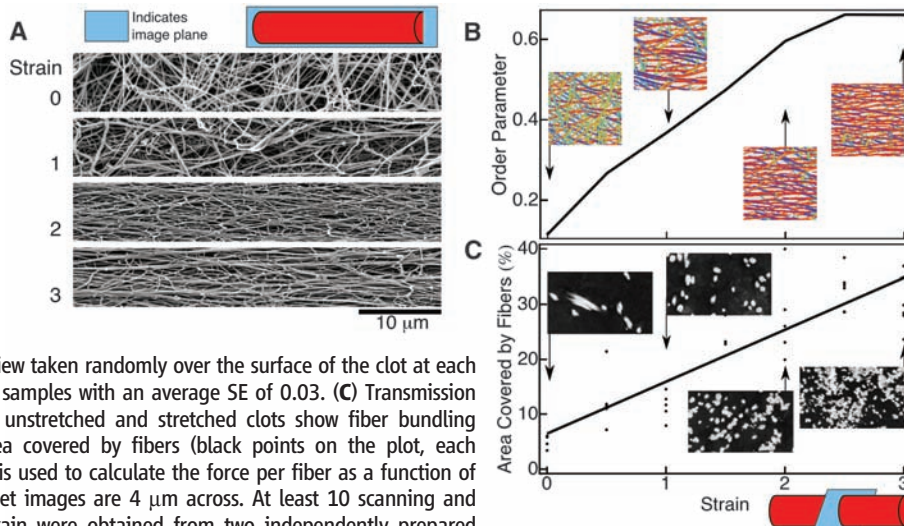 A
Indicates
image plane
Strain
0
1
2
3
10 μm
B
Order Parameter
0.6
0.4
0.2
C
Area Covered by Fibers (%)
40
30
20
10
0
0 1 2 3
Strain
iew taken randomly over the surface of the clot at each
samples with an average SE of 0.03. (C) Transmission
unstretched and stretched clots show fiber bundling
ea covered by fibers (black points on the plot, each
is used to calculate the force per fiber as a function of
et images are 4 μm across. At least 10 scanning and
rain were obtained from two independently prepared